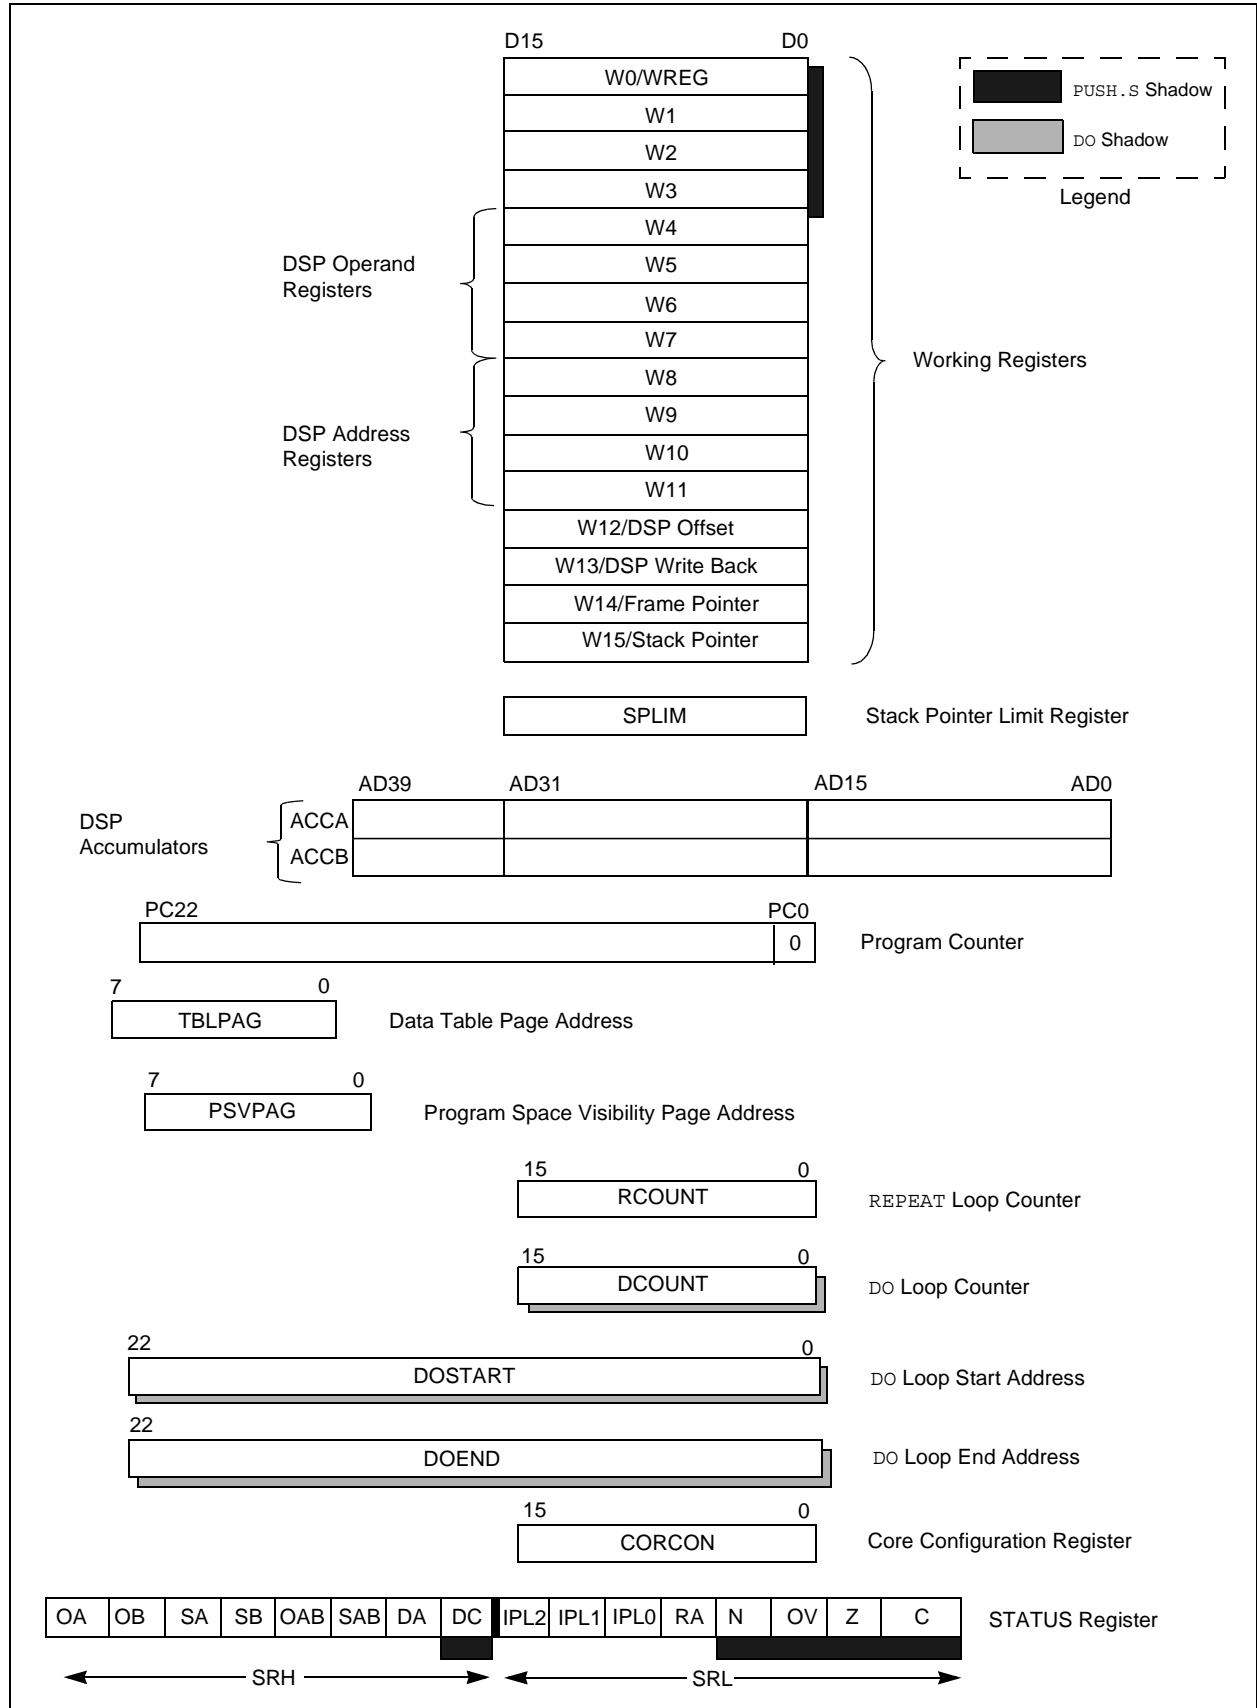 D15 D0
W0/WREG
PUSH.S Shadow
W1
DO Shadow
W2
W3
Legend
W4
DSP Operand
Registers
W5
W6
W7
Working Registers
W8
W9
DSP Address
Registers
W10
W11
W12/DSP Offset
W13/DSP Write Back
W14/Frame Pointer
W15/Stack Pointer
SPLIM Stack Pointer Limit Register
AD39 AD31 AD15 AD0
DSP
Accumulators
ACCA
ACCB
PC22 PC0
0 Program Counter
7 0
TBLPAG Data Table Page Address
7 0
PSVPAG Program Space Visibility Page Address
15 0
RCOUNT REPEAT Loop Counter
15 0
DCOUNT DO Loop Counter
22 0
DOSTART DO Loop Start Address
22
DOEND DO Loop End Address
15 0
CORCON Core Configuration Register
OA OB SA SB OAB SAB DA DC IPL2 IPL1 IPL0 RA N OV Z C STATUS Register
SRH SRL